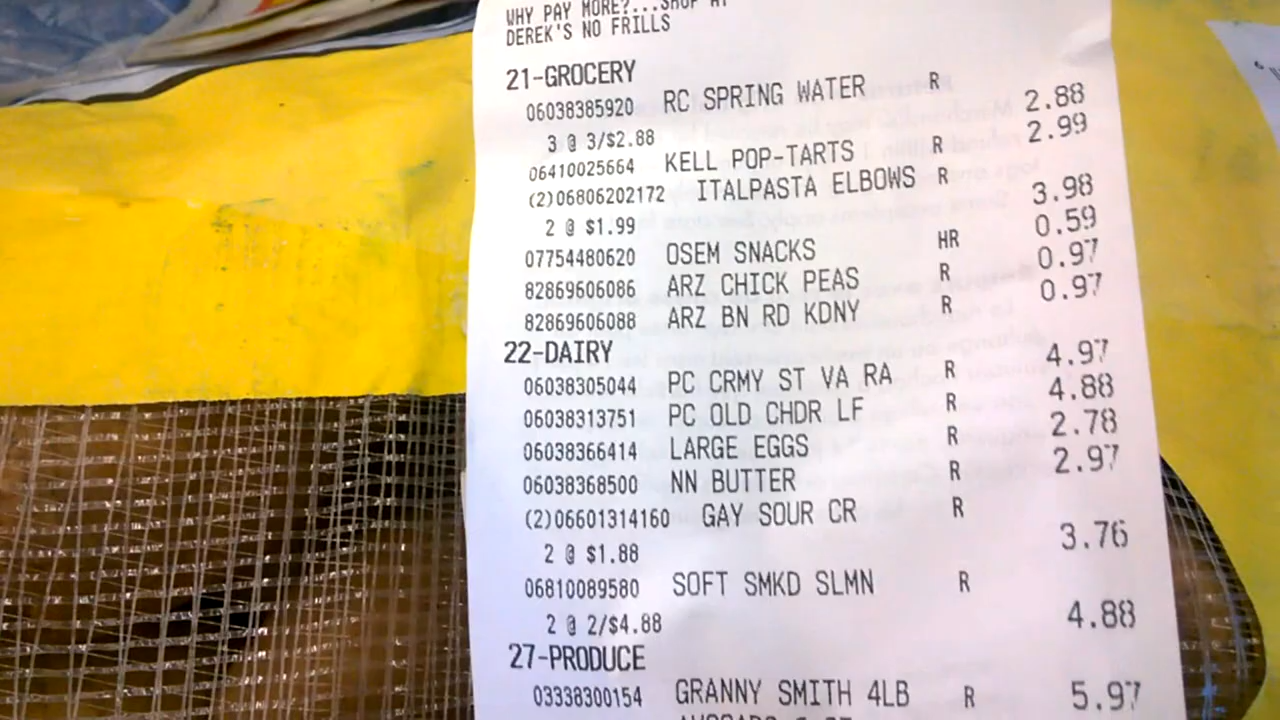 WHY PAY MORE?...SHOP AT
DEREK'S NO FRILLS
21-GROCERY
06038385920 RC SPRING WATER R
3 @ 3/$2.88 2.88
06410025664 KELL POP-TARTS R 2.99
(2)06806202172 ITALPASTA ELBOWS R
2 @ $1.99 3.98
07754480620 OSEM SNACKS HR 0.59
82869606086 ARZ CHICK PEAS R 0.97
82869606088 ARZ BN RD KDNY R 0.97
22-DAIRY
06038305044 PC CRMY ST VA RA R 4.97
06038313751 PC OLD CHDR LF R 4.88
06038366414 LARGE EGGS R 2.78
06038368500 NN BUTTER R 2.97
(2)06601314160 GAY SOUR CR R
2 @ $1.88 3.76
06810089580 SOFT SMKD SLMN R
2 @ 2/$4.88 4.88
27-PRODUCE
03338300154 GRANNY SMITH 4LB R 5.97